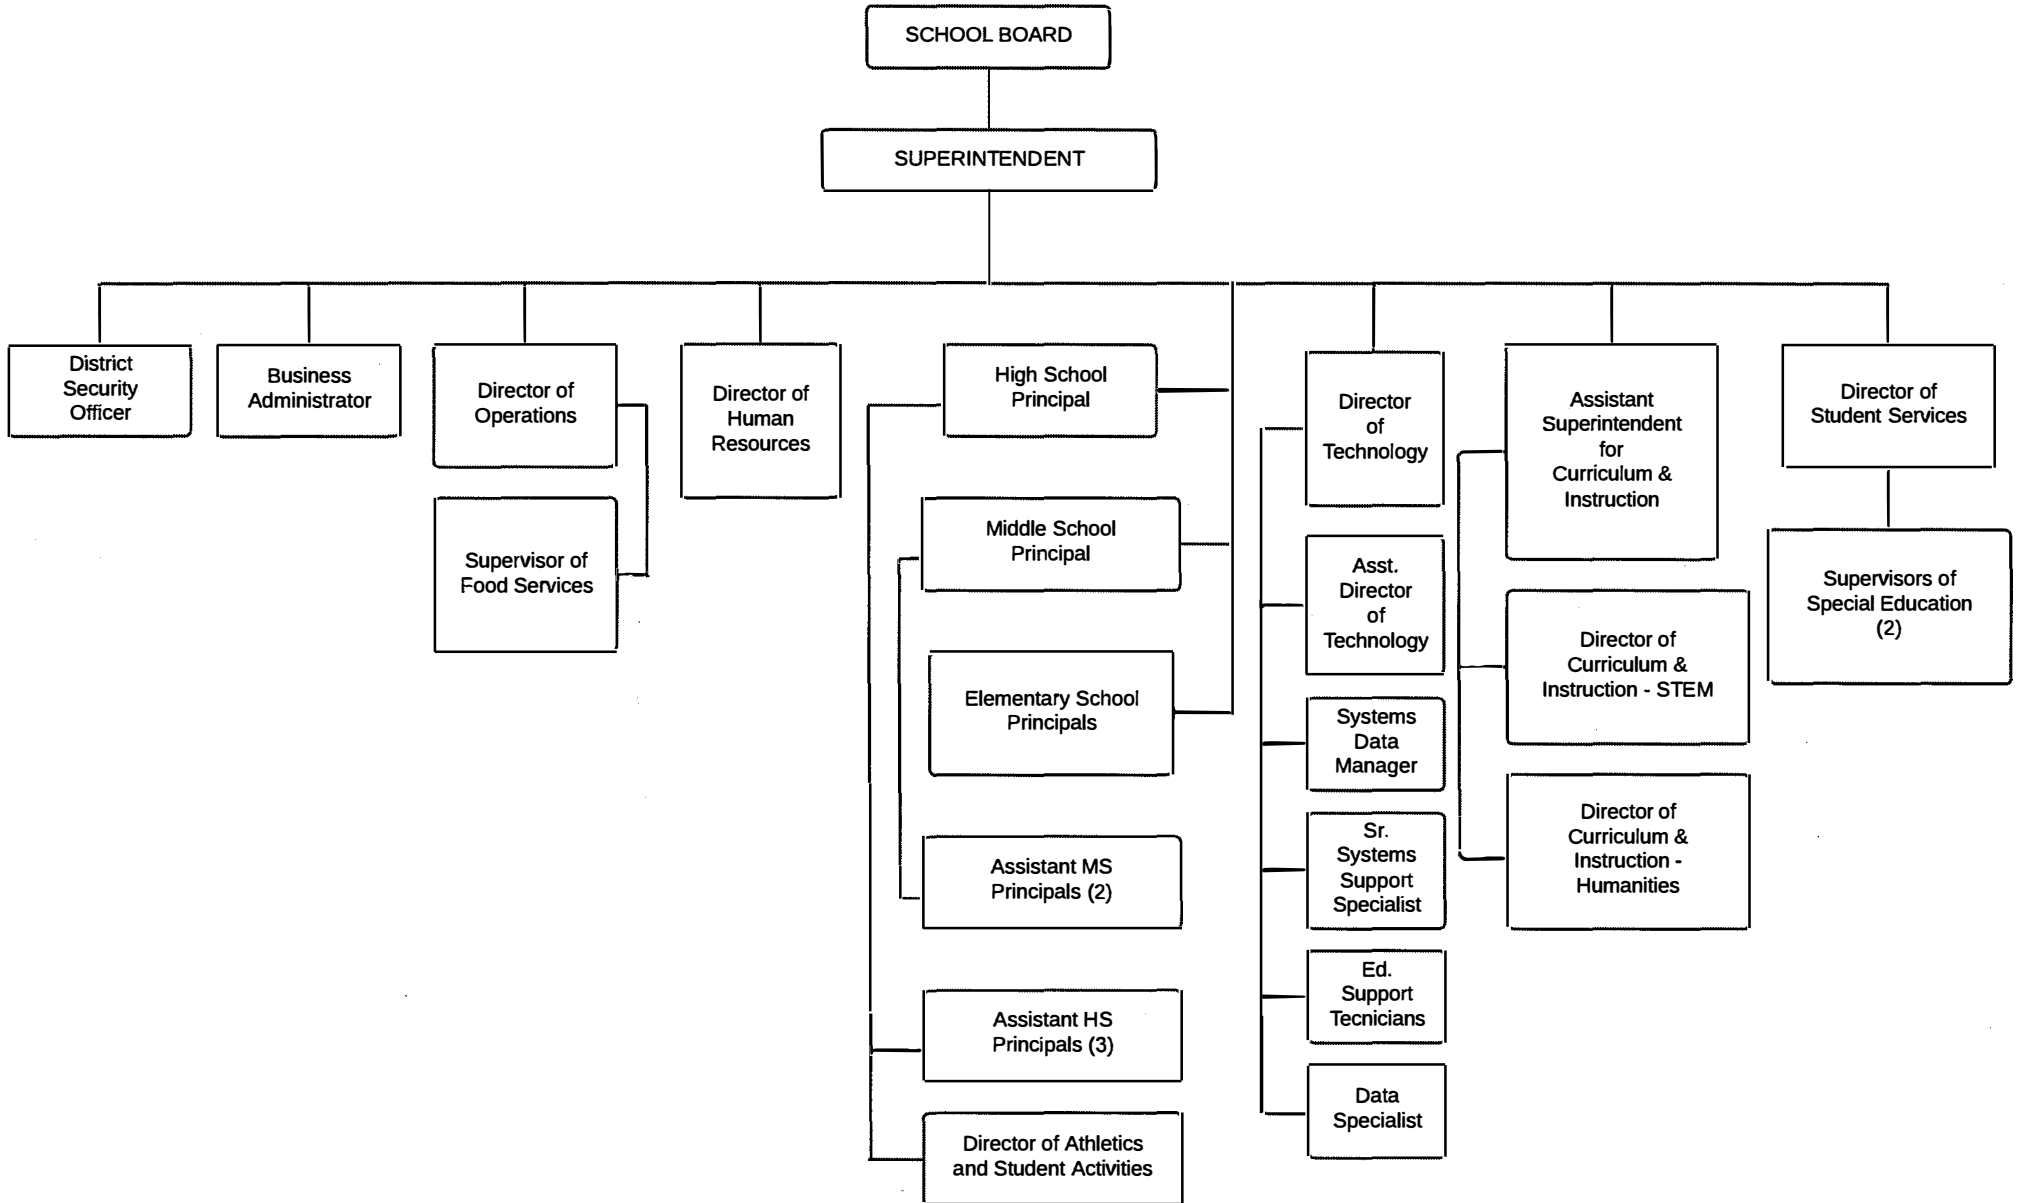 SCHOOL BOARD
SUPERINTENDENT
District
Security
Officer
Business
Administrator
Director of
Operations
Supervisor of
Food Services
Director of
Human
Resources
High School
Principal
Middle School
Principal
Elementary School
Principals
Assistant MS
Principals (2)
Assistant HS
Principals (3)
Director of Athletics
and Student Activities
Director
of
Technology
Asst.
Director
of
Technology
Systems
Data
Manager
Sr.
Systems
Support
Specialist
Ed.
Support
Tecnicians
Data
Specialist
Assistant
Superintendent
for
Curriculum &
Instruction
Director of
Curriculum &
Instruction - STEM
Director of
Curriculum &
Instruction -
Humanities
Director of
Student Services
Supervisors of
Special Education
(2)